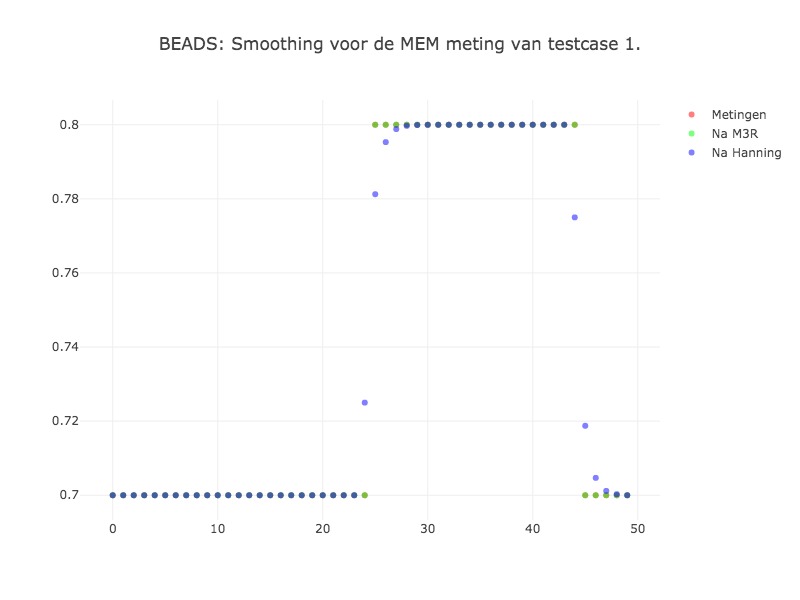 BEADS: Smoothing voor de MEM meting van testcase 1.
Metingen
Na M3R
Na Hanning
0.8
0.78
0.76
0.74
0.72
0.7
0 10 20 30 40 50